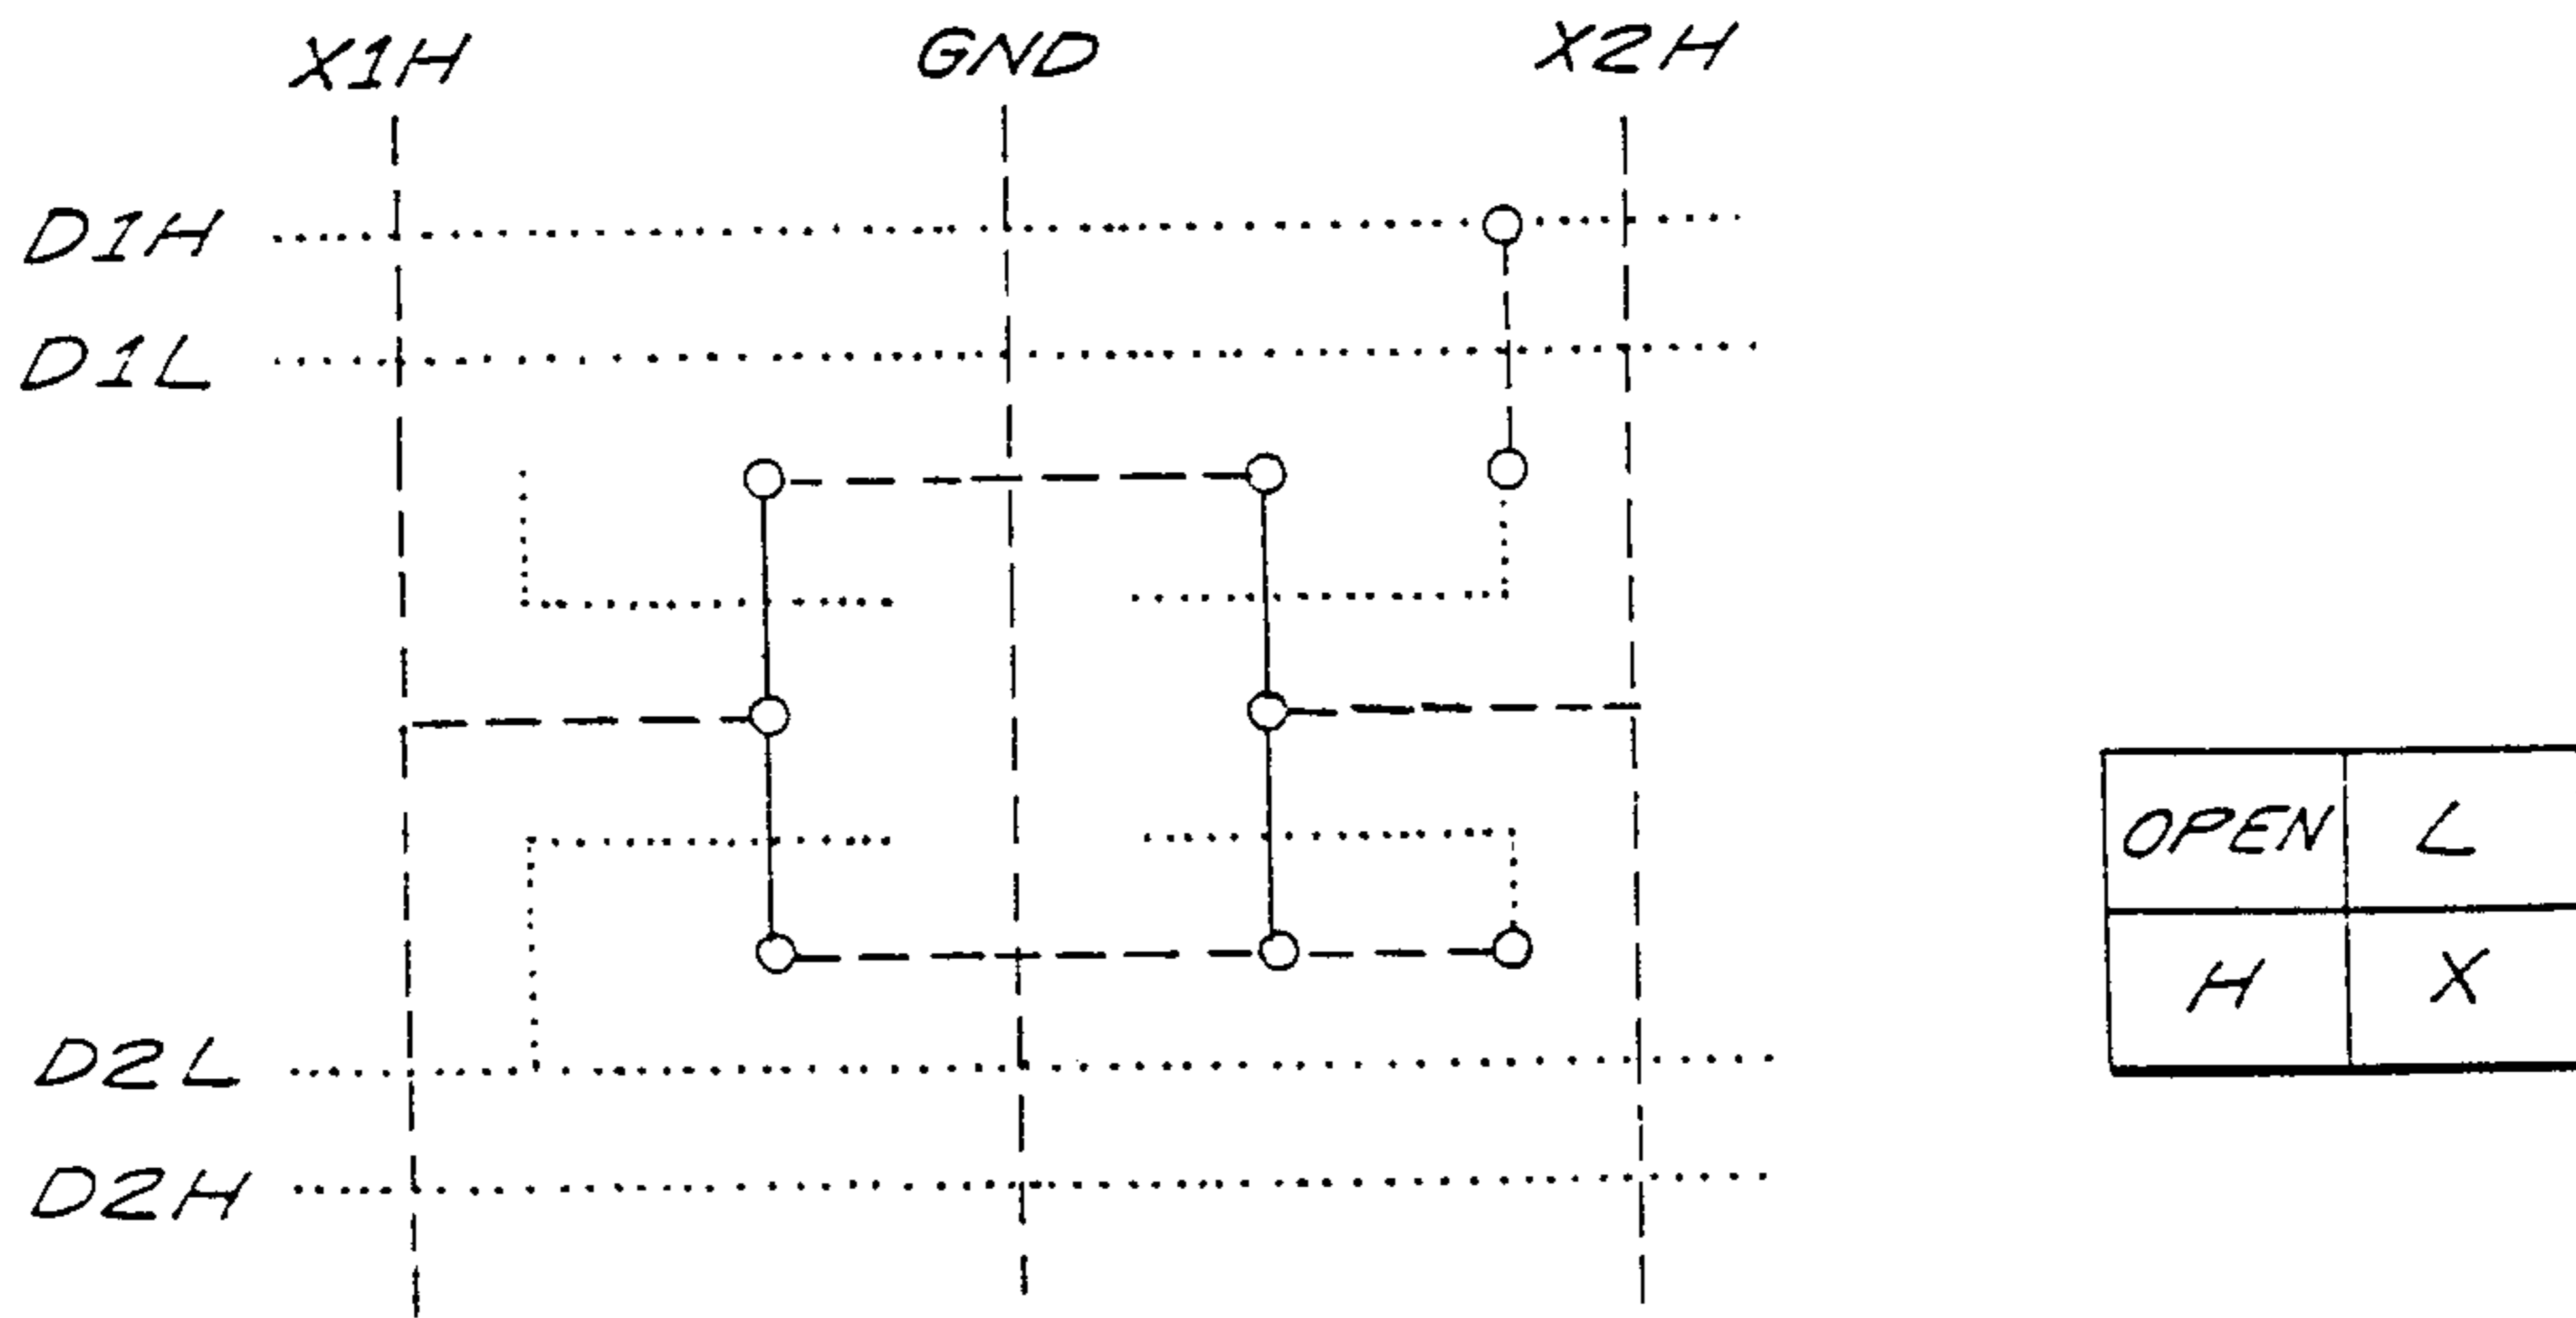 X1H GND X2H
D1H
D1L
OPEN L
H X
D2L
D2H